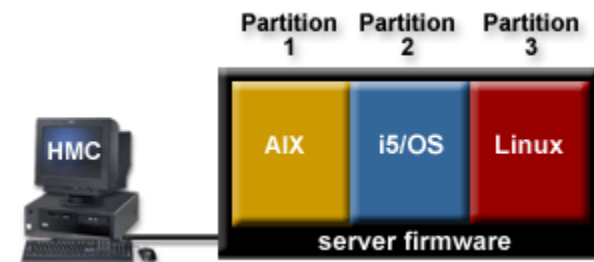 Partition 1
Partition 2
Partition 3
HMC
AIX
i5/OS
Linux
server firmware